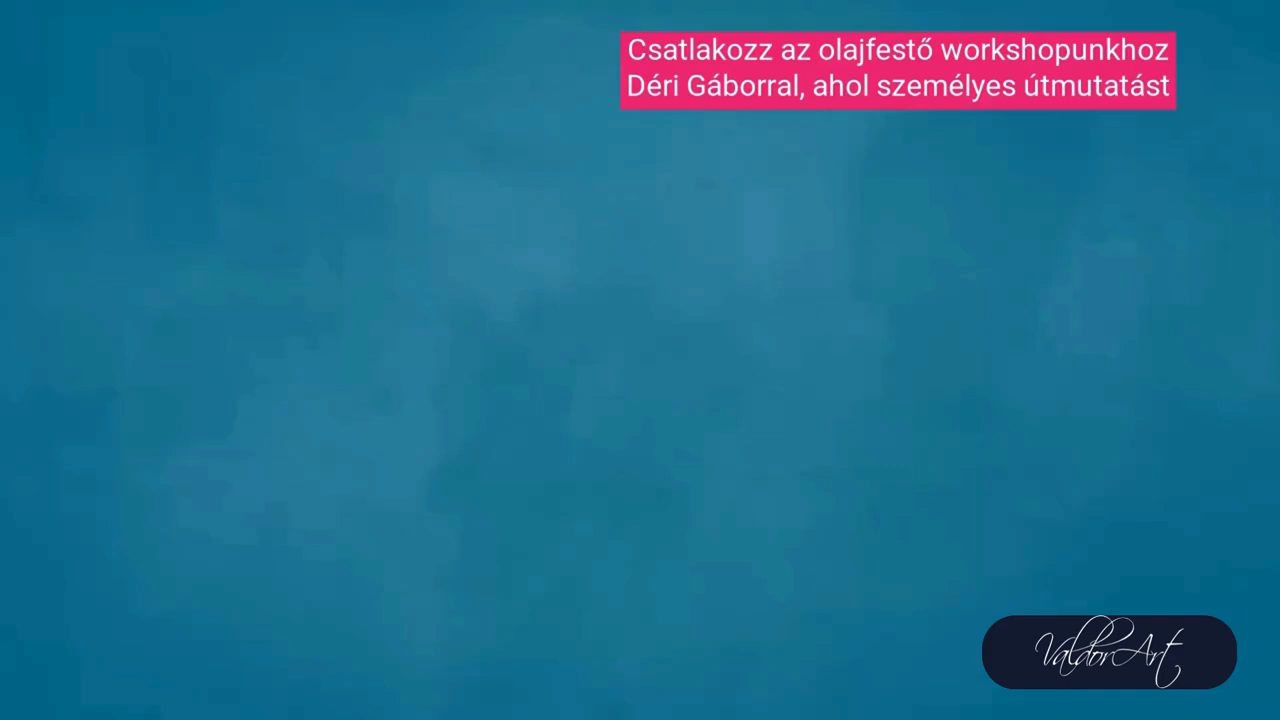 Csatlakozz az olajfestő workshopunkhoz
Déri Gáborral, ahol személyes útmutatást
ValdorArt